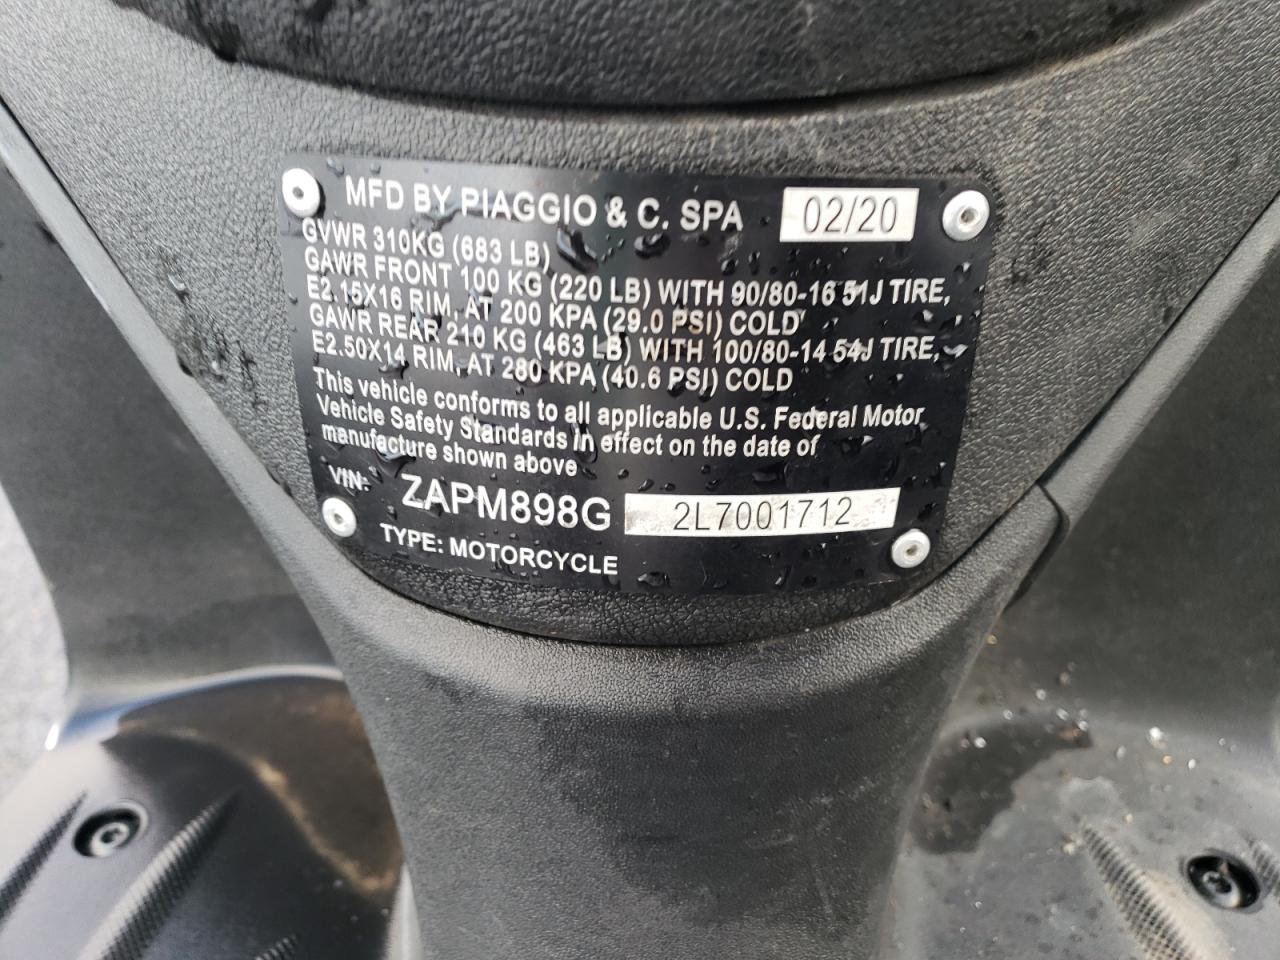 MFD BY PIAGGIO & C. SPA 02/20
GVWR 310KG (683 LB)
GAWR FRONT 100 KG (220 LB) WITH 90/80-16 51J TIRE,
E2.15X16 RIM, AT 200 KPA (29.0 PSI) COLD
GAWR REAR 210 KG (463 LB) WITH 100/80-14 54J TIRE,
E2.50X14 RIM, AT 280 KPA (40.6 PSI) COLD
This vehicle conforms to all applicable U.S. Federal Motor
Vehicle Safety Standards in effect on the date of
manufacture shown above
VIN: ZAPM898G 2L7001712
TYPE: MOTORCYCLE